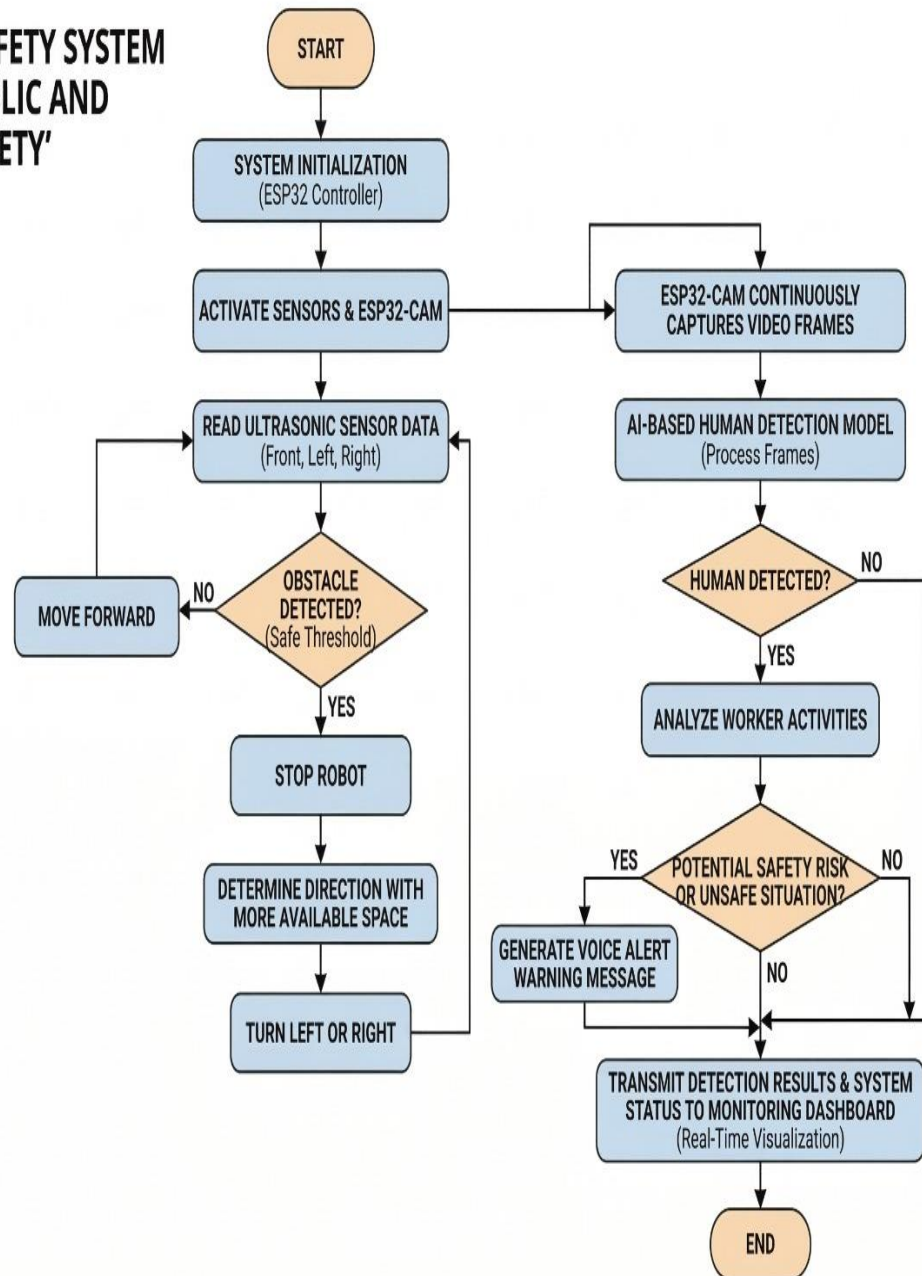 FETY SYSTEM
LIC AND
ETY'
START
SYSTEM INITIALIZATION
(ESP32 Controller)
ACTIVATE SENSORS & ESP32-CAM
READ ULTRASONIC SENSOR DATA
(Front, Left, Right)
OBSTACLE
DETECTED?
(Safe Threshold)
NO
MOVE FORWARD
YES
STOP ROBOT
DETERMINE DIRECTION WITH
MORE AVAILABLE SPACE
TURN LEFT OR RIGHT
ESP32-CAM CONTINUOUSLY
CAPTURES VIDEO FRAMES
AI-BASED HUMAN DETECTION MODEL
(Process Frames)
HUMAN DETECTED?
NO
YES
ANALYZE WORKER ACTIVITIES
POTENTIAL SAFETY RISK
OR UNSAFE SITUATION?
YES
NO
GENERATE VOICE ALERT
WARNING MESSAGE
NO
TRANSMIT DETECTION RESULTS & SYSTEM
STATUS TO MONITORING DASHBOARD
(Real-Time Visualization)
END